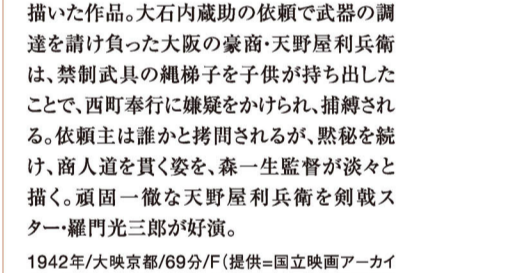 描いた作品。大石内蔵助の依頼で武器の調
達を請け負った大阪の豪商・天野屋利兵衛
は、禁制武具の縄梯子を子供が持ち出した
ことで、西町奉行に嫌疑をかけられ、捕縛され
る。依頼主は誰かと拷問されるが、黙秘を続
け、商人道を貫く姿を、森一生監督が淡々と
描く。頑固一徹な天野屋利兵衛を剣戟ス
ター・羅門光三郎が好演。
1942年/大映京都/69分/F（提供=国立映画アーカイ